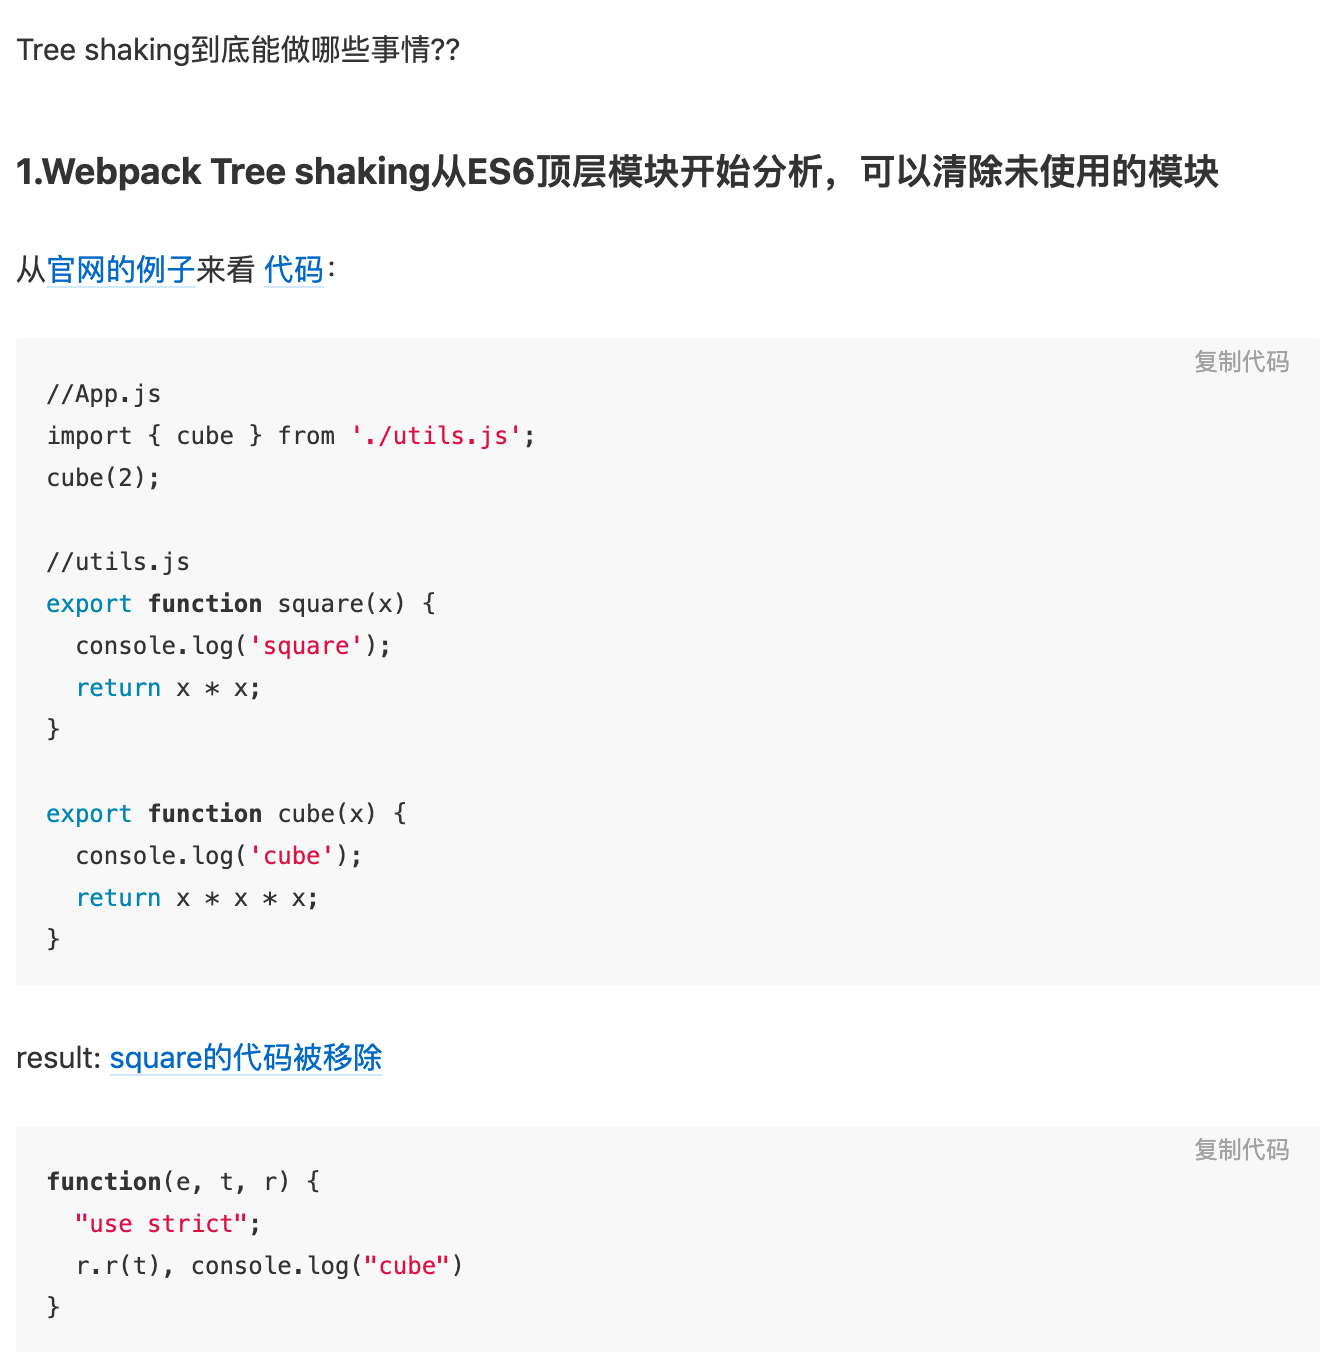 Tree shaking到底能做哪些事情??
1.Webpack Tree shaking从ES6顶层模块开始分析，可以清除未使用的模块
从官网的例子来看 代码：
复制代码
//App.js
import { cube } from './utils.js';
cube(2);
//utils.js
export function square(x) {
  console.log('square');
  return x * x;
}
export function cube(x) {
  console.log('cube');
  return x * x * x;
}
result: square的代码被移除
复制代码
function(e, t, r) {
  "use strict";
  r.r(t), console.log("cube")
}